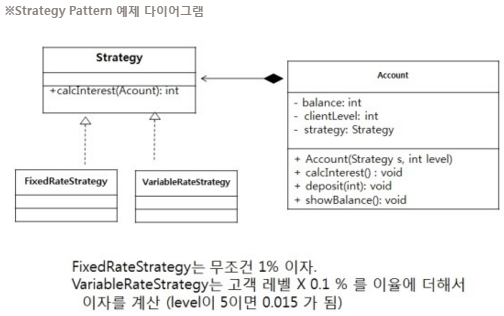 ※Strategy Pattern 예제 다이어그램
Strategy
+calcInterest(Acount): int
Account
- balance: int
- clientLevel: int
- strategy: Strategy
+ Account(Strategy s, int level)
+ calcInterest() : void
+ deposit(int): void
+ showBalance(): void
FixedRateStrategy
VariableRateStrategy
FixedRateStrategy는 무조건 1% 이자.
VariableRateStrategy는 고객 레벨 X 0.1 % 를 이율에 더해서
이자를 계산 (level이 5이면 0.015 가 됨)